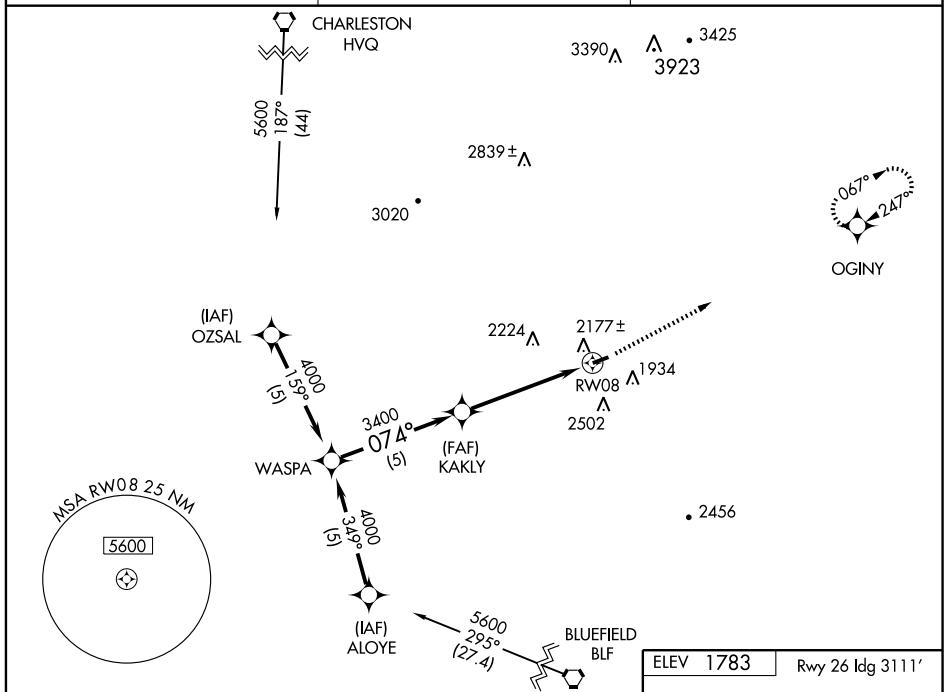 CHARLESTON
HVQ
5600
187°
(44)
3390
3425
3923
2839±
3020
067°
247°
OGINY
(IAF)
OZSAL
4000
159°
(5)
2224
2177±
RW08
1934
2502
3400
074°
(5)
(FAF)
KAKLY
WASPA
MSA RW08 25 NM
5600
4000
349°
(5)
2456
(IAF)
ALOYE
5600
295°
(27.4)
BLUEFIELD
BLF
ELEV 1783
Rwy 26 ldg 3111'